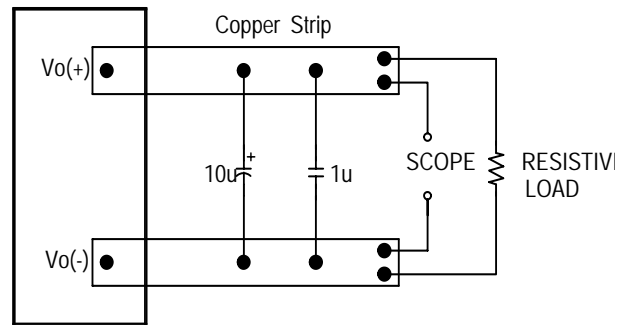 Copper Strip
Vo(+)
+
10u
1u
SCOPE
RESISTIVE
LOAD
Vo(-)